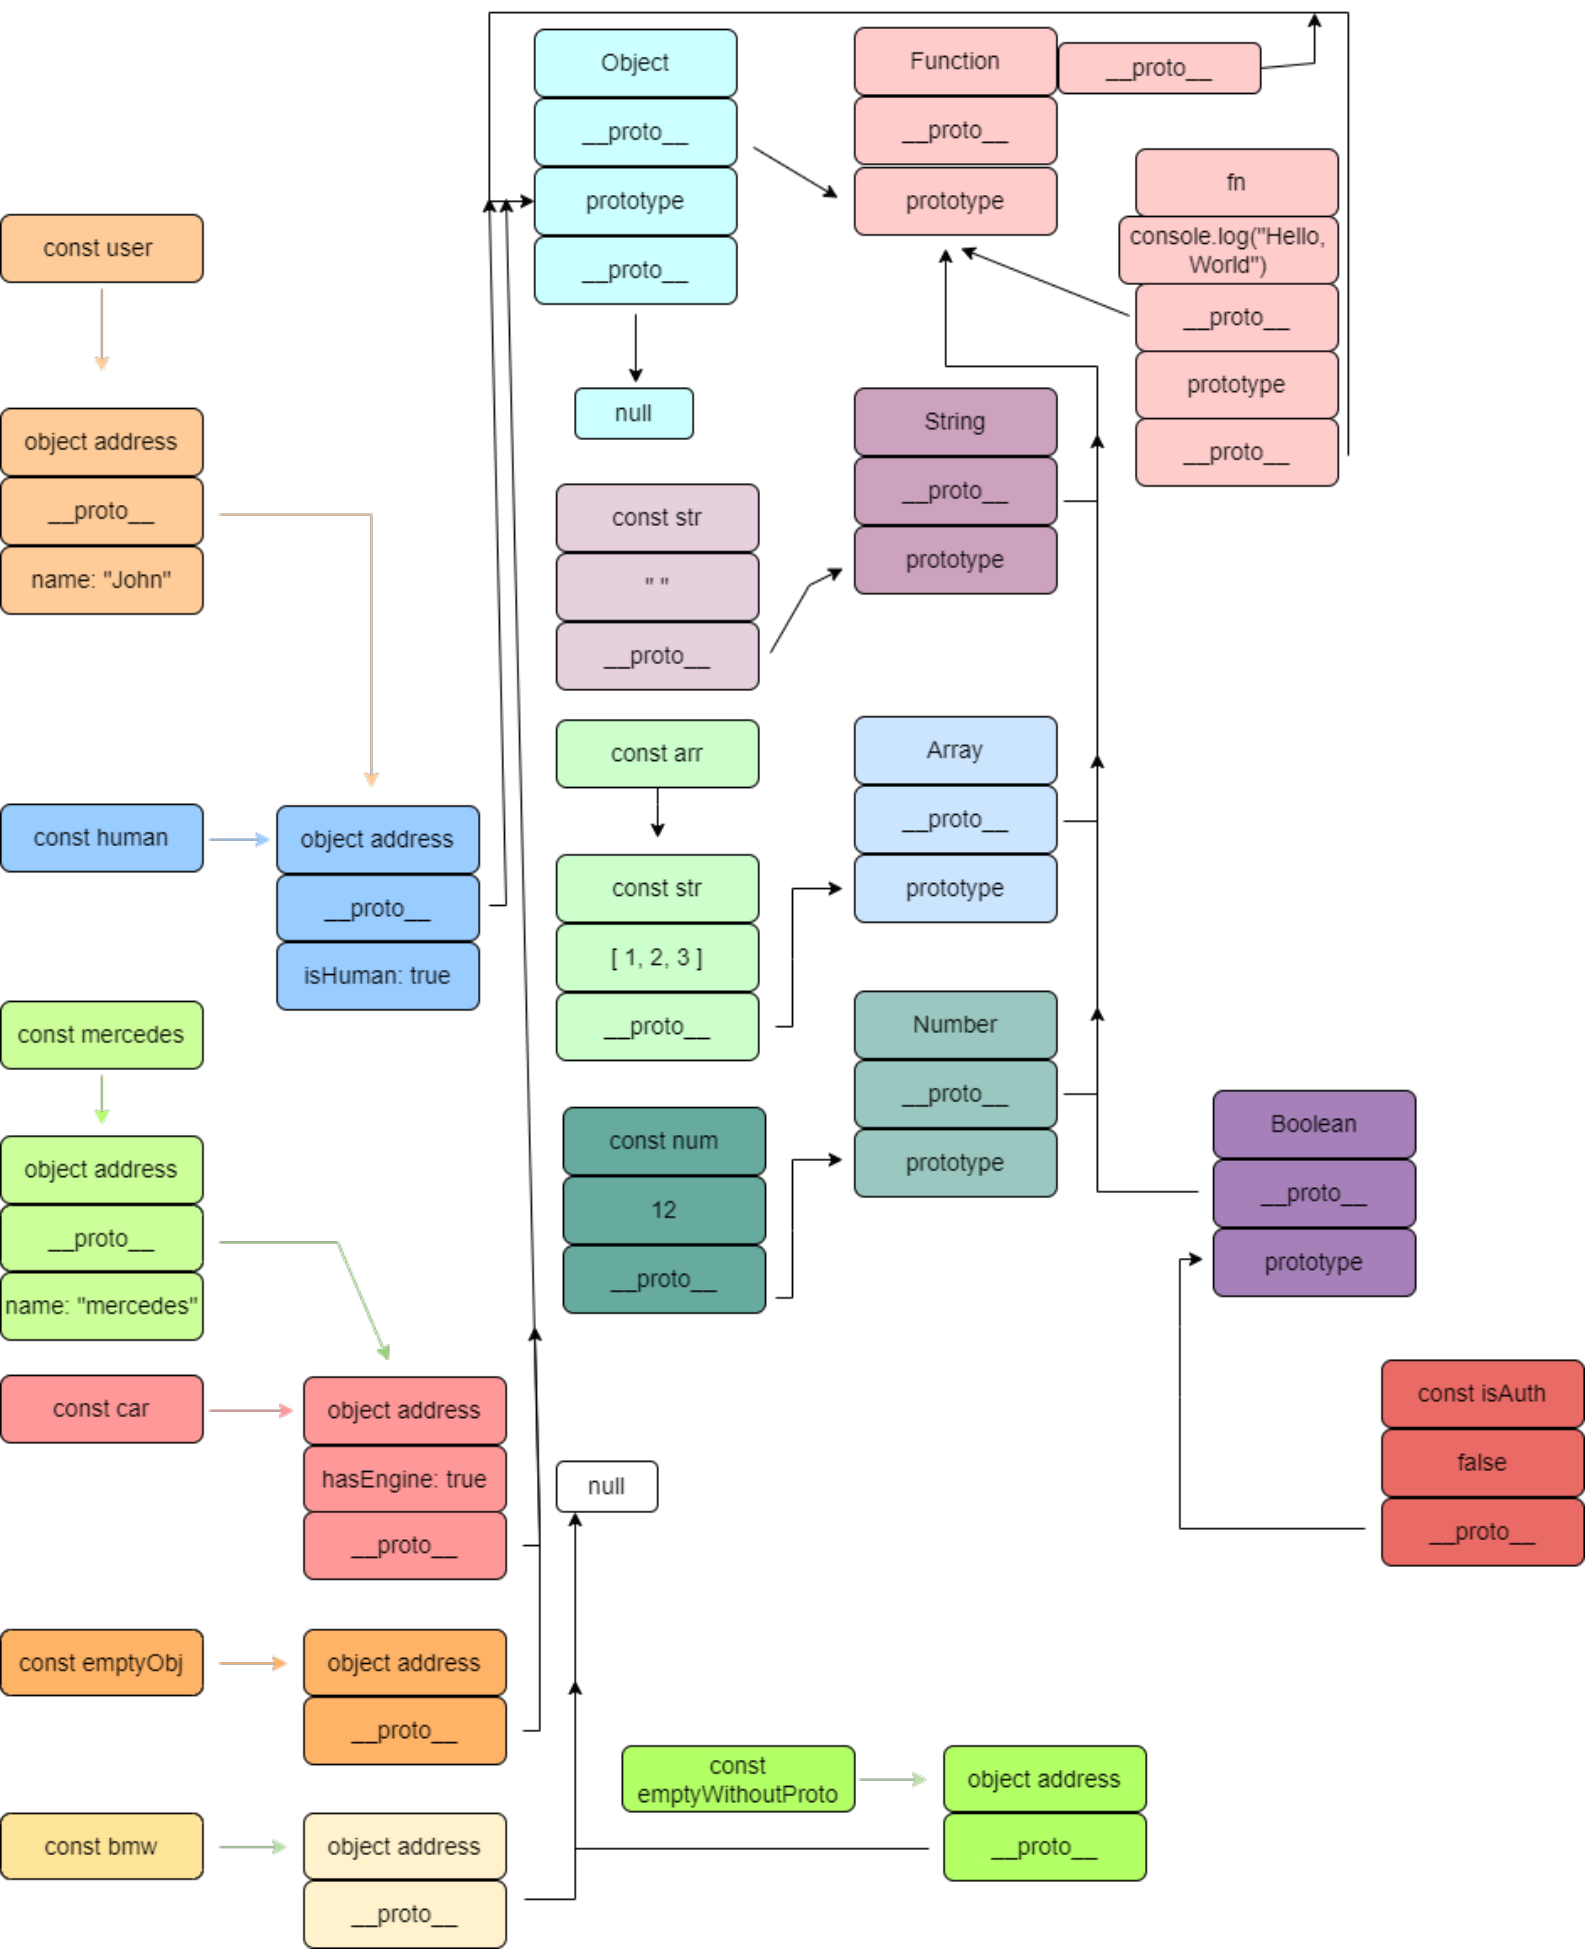 Object
__proto__
prototype
__proto__
null
Function
__proto__
__proto__
prototype
fn
console.log("Hello,
World")
__proto__
prototype
__proto__
const user
object address
__proto__
name: "John"
const str
" "
__proto__
String
__proto__
prototype
const arr
const str
[ 1, 2, 3 ]
__proto__
Array
__proto__
prototype
const human
object address
__proto__
isHuman: true
const mercedes
object address
__proto__
name: "mercedes"
const num
12
__proto__
Number
__proto__
prototype
Boolean
__proto__
prototype
const isAuth
false
__proto__
const car
object address
hasEngine: true
__proto__
null
const emptyObj
object address
__proto__
const
emptyWithoutProto
object address
__proto__
const bmw
object address
__proto__